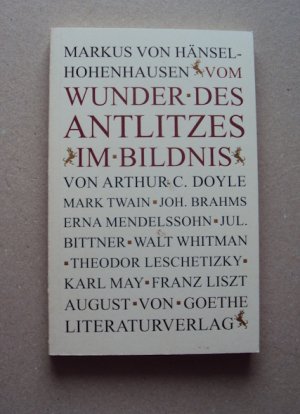 MARKUS VON HÄNSEL-
HOHENHAUSEN VOM
WUNDER·DES
ANTLITZES
·IM·BILDNIS
VON ARTHUR C. DOYLE
MARK TWAIN·JOH. BRAHMS
ERNA MENDELSSOHN·JUL.
BITTNER·WALT WHITMAN
·THEODOR LESCHETIZKY·
KARL MAY·FRANZ LISZT
AUGUST·VON·GOETHE
LITERATURVERLAG